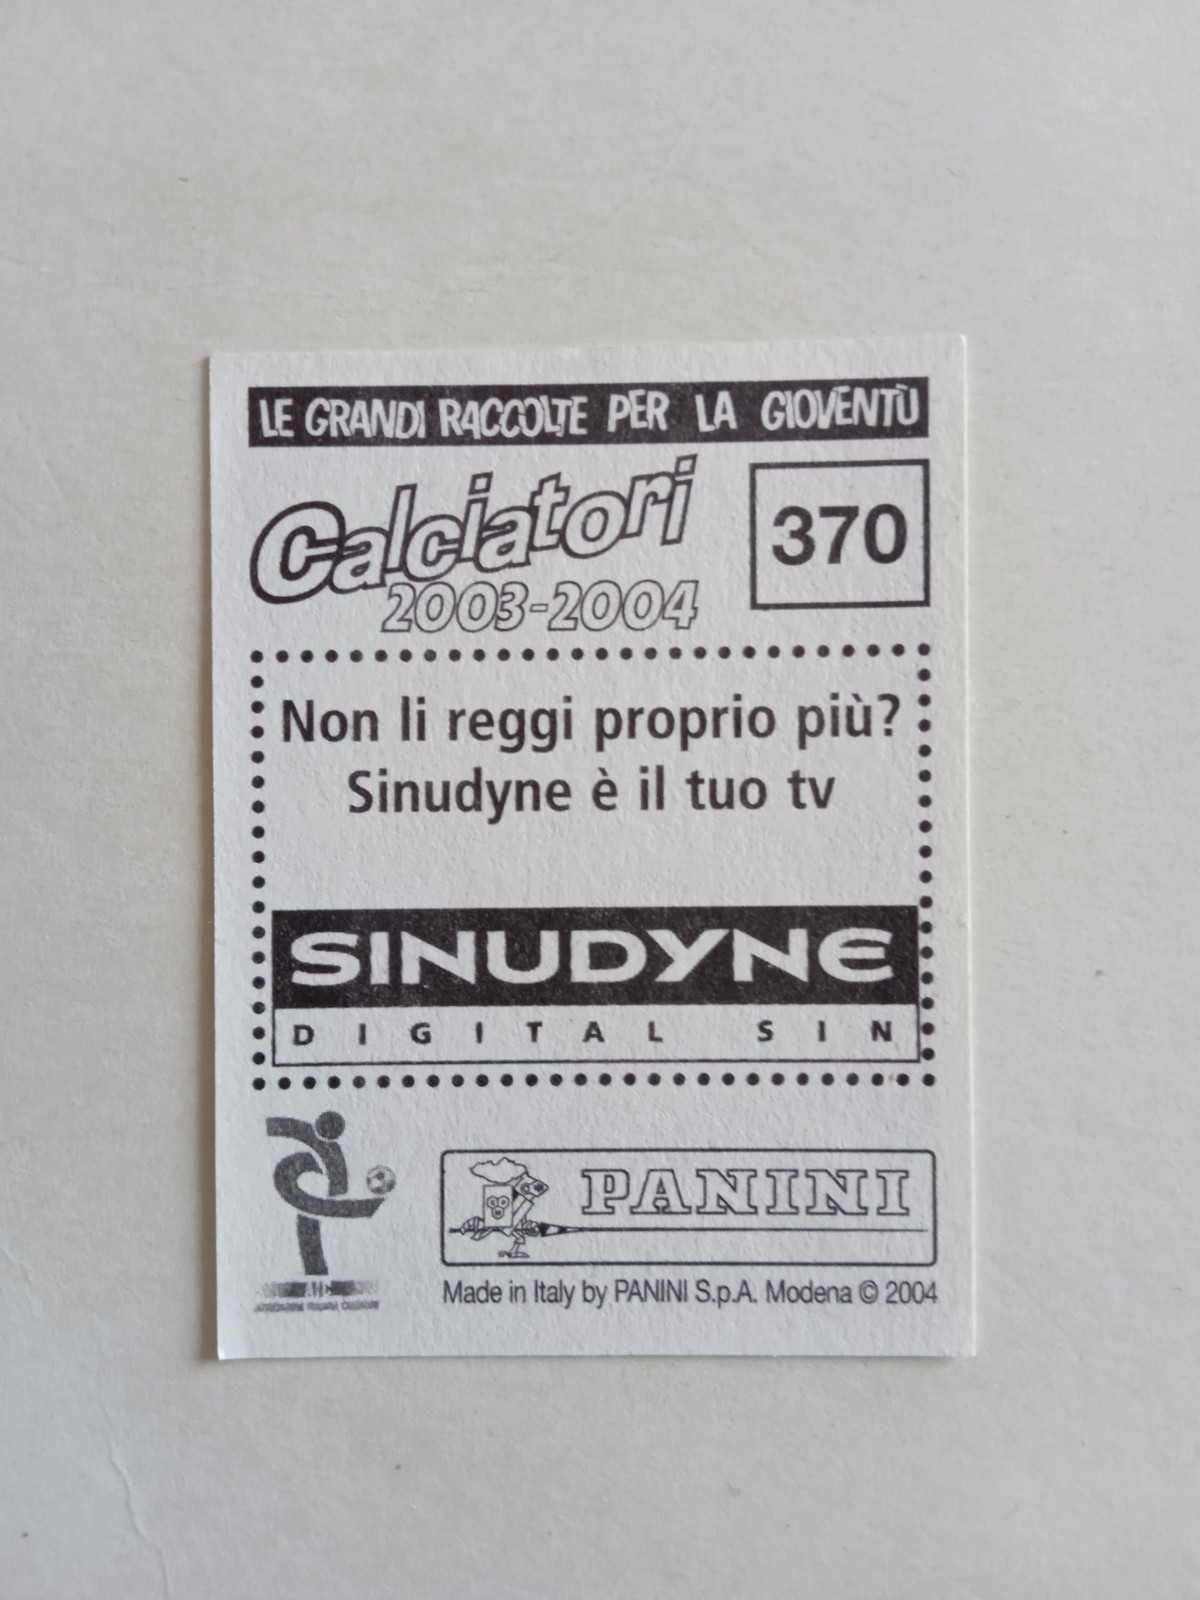 LE GRANDI RACCOLTE PER LA GIOVENTÙ
Calciatori
2003-2004
370
Non li reggi proprio più?
Sinudyne è il tuo tv
SINUDYNE
DIGITAL SIN
PANINI
Made in Italy by PANINI S.p.A. Modena © 2004